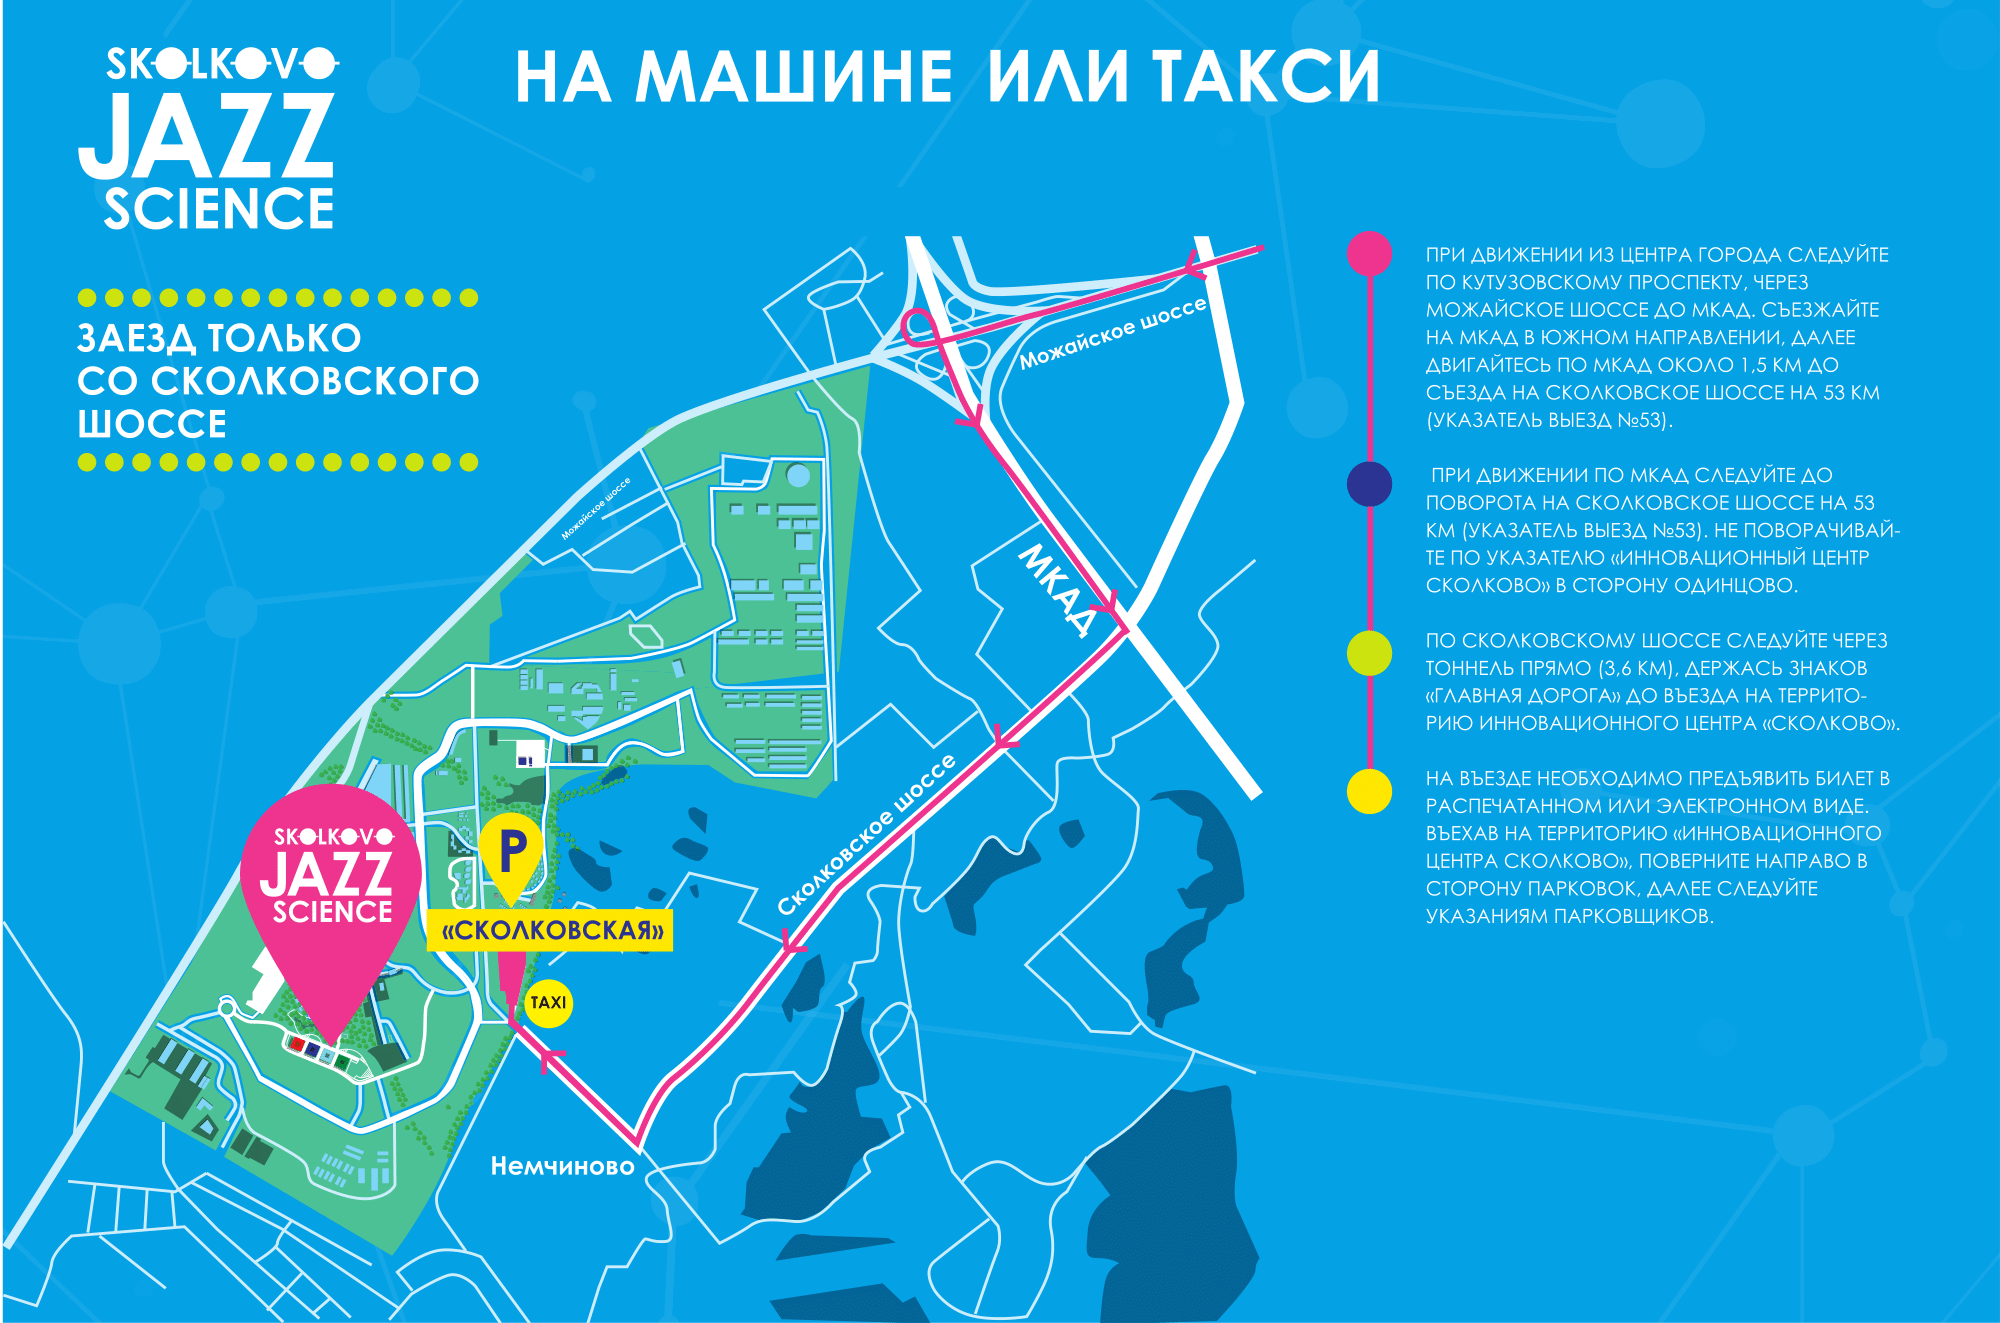 SKOLKOVO
JAZZ
SCIENCE
НА МАШИНЕ ИЛИ ТАКСИ
ЗАЕЗД ТОЛЬКО
СО СКОЛКОВСКОГО
ШОССЕ
ПРИ ДВИЖЕНИИ ИЗ ЦЕНТРА ГОРОДА СЛЕДУЙТЕ
ПО КУТУЗОВСКОМУ ПРОСПЕКТУ, ЧЕРЕЗ
МОЖАЙСКОЕ ШОССЕ ДО МКАД. СЪЕЗЖАЙТЕ
НА МКАД В ЮЖНОМ НАПРАВЛЕНИИ, ДАЛЕЕ
ДВИГАЙТЕСЬ ПО МКАД ОКОЛО 1,5 КМ ДО
СЪЕЗДА НА СКОЛКОВСКОЕ ШОССЕ НА 53 КМ
(УКАЗАТЕЛЬ ВЫЕЗД №53).
ПРИ ДВИЖЕНИИ ПО МКАД СЛЕДУЙТЕ ДО
ПОВОРОТА НА СКОЛКОВСКОЕ ШОССЕ НА 53
КМ (УКАЗАТЕЛЬ ВЫЕЗД №53). НЕ ПОВОРАЧИВАЙ-
ТЕ ПО УКАЗАТЕЛЮ «ИННОВАЦИОННЫЙ ЦЕНТР
СКОЛКОВО» В СТОРОНУ ОДИНЦОВО.
ПО СКОЛКОВСКОМУ ШОССЕ СЛЕДУЙТЕ ЧЕРЕЗ
ТОННЕЛЬ ПРЯМО (3,6 КМ), ДЕРЖАСЬ ЗНАКОВ
«ГЛАВНАЯ ДОРОГА» ДО ВЪЕЗДА НА ТЕРРИТО-
РИЮ ИННОВАЦИОННОГО ЦЕНТРА «СКОЛКОВО».
НА ВЪЕЗДЕ НЕОБХОДИМО ПРЕДЪЯВИТЬ БИЛЕТ В
РАСПЕЧАТАННОМ ИЛИ ЭЛЕКТРОННОМ ВИДЕ.
ВЪЕХАВ НА ТЕРРИТОРИЮ «ИННОВАЦИОННОГО
ЦЕНТРА СКОЛКОВО», ПОВЕРНИТЕ НАПРАВО В
СТОРОНУ ПАРКОВОК, ДАЛЕЕ СЛЕДУЙТЕ
УКАЗАНИЯМ ПАРКОВЩИКОВ.
Можайское шоссе
Можайское шоссе
МКАД
Сколковское шоссе
SKOLKOVO
JAZZ
SCIENCE
P
«СКОЛКОВСКАЯ»
TAXI
Немчиново